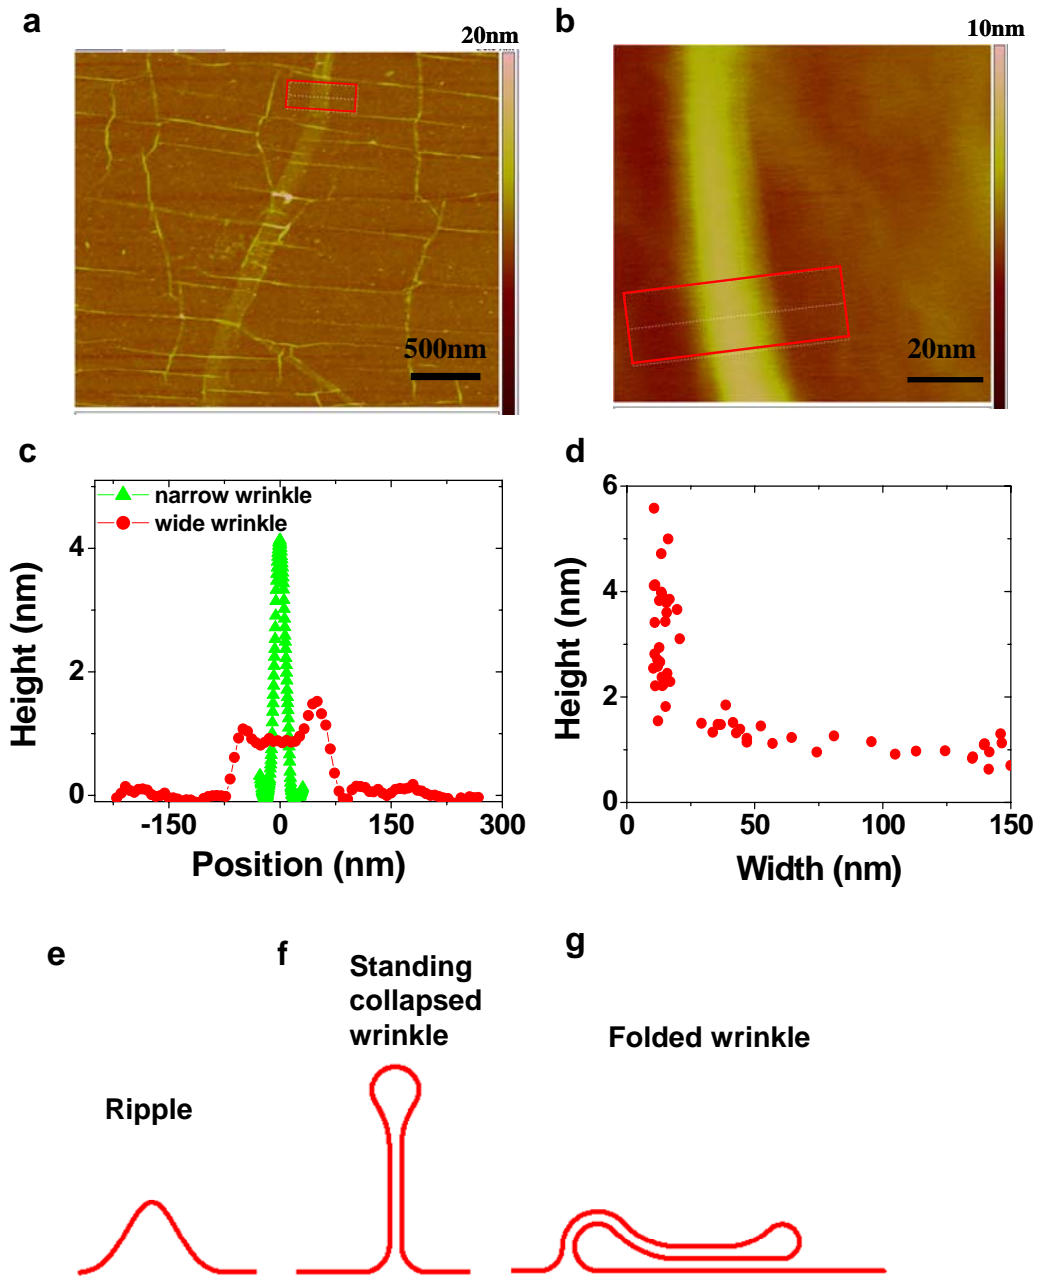 a
20nm
500nm
b
10nm
20nm
c
narrow wrinkle
wide wrinkle
4
2
0
-150
0
150
300
Height (nm)
Position (nm)
d
6
4
2
0
0
50
100
150
Height (nm)
Width (nm)
e
Ripple
f
Standing
collapsed
wrinkle
g
Folded wrinkle